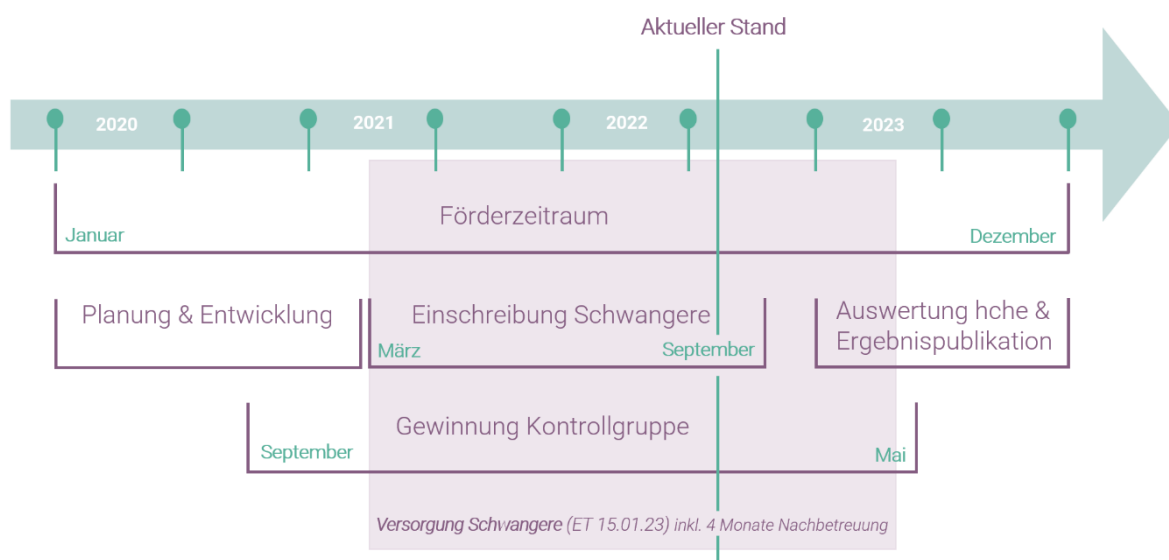 Aktueller Stand
2020
2021
2022
2023
Förderzeitraum
Januar
Dezember
Planung & Entwicklung
Einschreibung Schwangere
Auswertung hche &
Ergebnispublikation
März
September
Gewinnung Kontrollgruppe
September
Mai
Versorgung Schwangere (ET 15.01.23) inkl. 4 Monate Nachbetreuung